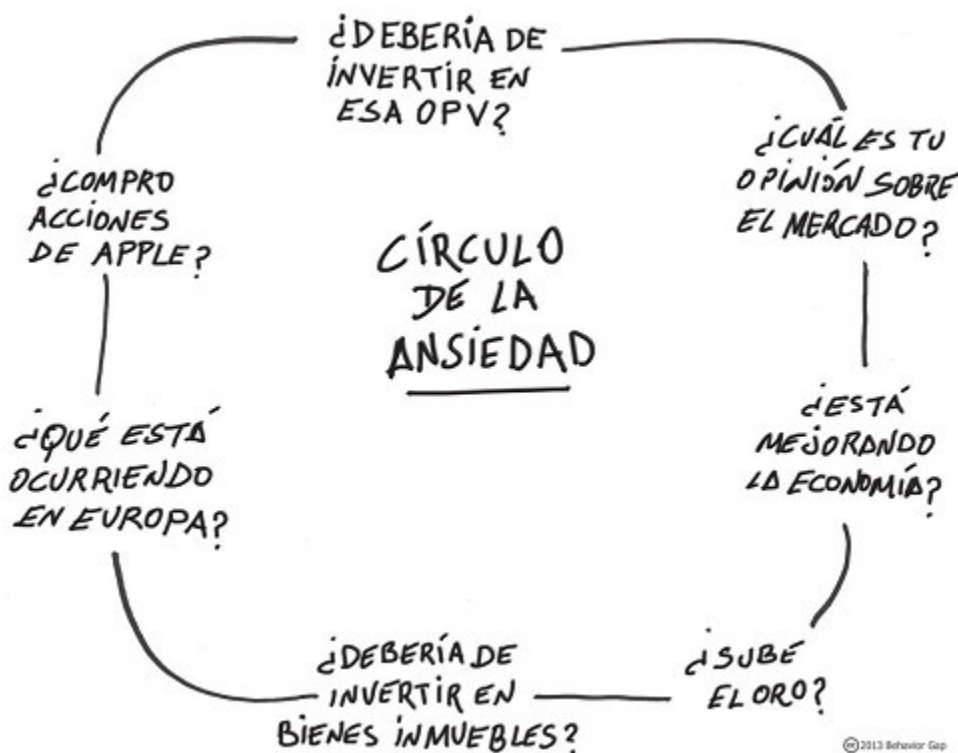 ¿DEBERÍA DE
INVERTIR EN
ESA OPV?
¿CUÁL ES TU
OPINIÓN SOBRE
EL MERCADO?
¿ESTÁ
MEJORANDO
LA ECONOMÍA?
¿SUBE
EL ORO?
¿DEBERÍA DE
INVERTIR EN
BIENES INMUEBLES?
¿QUÉ ESTÁ
OCURRIENDO
EN EUROPA?
¿COMPRO
ACCIONES
DE APPLE?
CÍRCULO
DE LA
ANSIEDAD
cc 2013 Behavior Gap